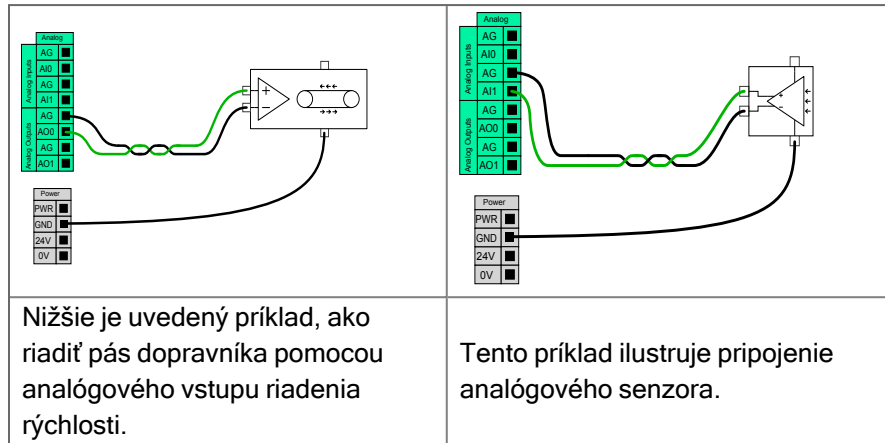 Analog
Analog Inputs
AG
AI0
AG
AI1
Analog Outputs
AG
AO0
AG
AO1
Power
PWR
GND
24V
0V
Analog
Analog Inputs
AG
AI0
AG
AI1
Analog Outputs
AG
AO0
AG
AO1
Power
PWR
GND
24V
0V
Nižšie je uvedený príklad, ako
riadiť pás dopravníka pomocou
analógového vstupu riadenia
rýchlosti.
Tento príklad ilustruje pripojenie
analógového senzora.